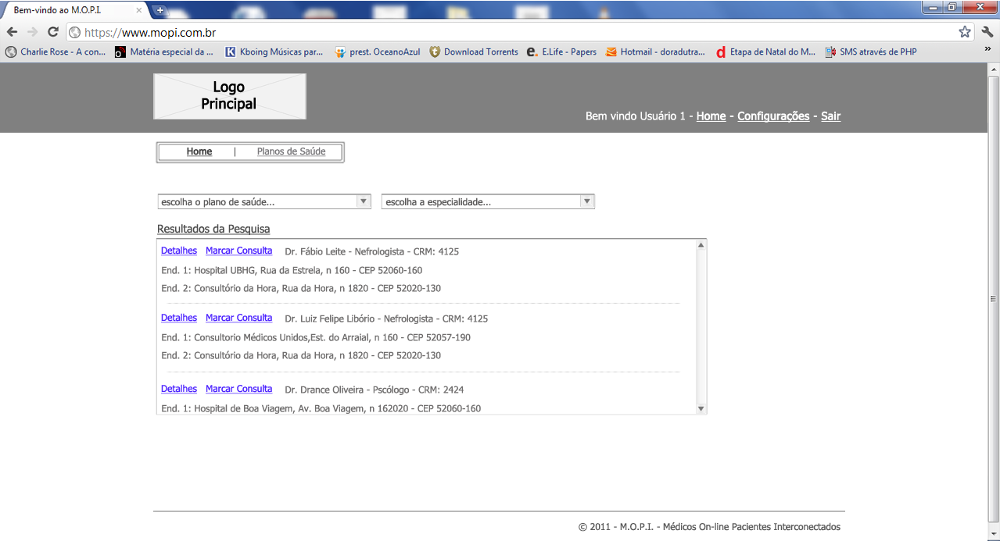 Bem-vindo ao M.O.P.I.
https://www.mopi.com.br
Charlie Rose - A con... Matéria especial da ... Kboing Músicas par... prest. OceanoAzul Download Torrents E.Life - Papers Hotmail - doradutra... Etapa de Natal do M... SMS através de PHP »
Logo
Principal
Bem vindo Usuário 1 - Home - Configurações - Sair
Home | Planos de Saúde
escolha o plano de saúde... escolha a especialidade...
Resultados da Pesquisa
Detalhes Marcar Consulta Dr. Fábio Leite - Nefrologista - CRM: 4125
End. 1: Hospital UBHG, Rua da Estrela, n 160 - CEP 52060-160
End. 2: Consultório da Hora, Rua da Hora, n 1820 - CEP 52020-130
Detalhes Marcar Consulta Dr. Luiz Felipe Libório - Nefrologista - CRM: 4125
End. 1: Consultorio Médicos Unidos,Est. do Arraial, n 160 - CEP 52057-190
End. 2: Consultório da Hora, Rua da Hora, n 1820 - CEP 52020-130
Detalhes Marcar Consulta Dr. Drance Oliveira - Pscólogo - CRM: 2424
End. 1: Hospital de Boa Viagem, Av. Boa Viagem, n 162020 - CEP 52060-160
© 2011 - M.O.P.I. - Médicos On-line Pacientes Interconectados